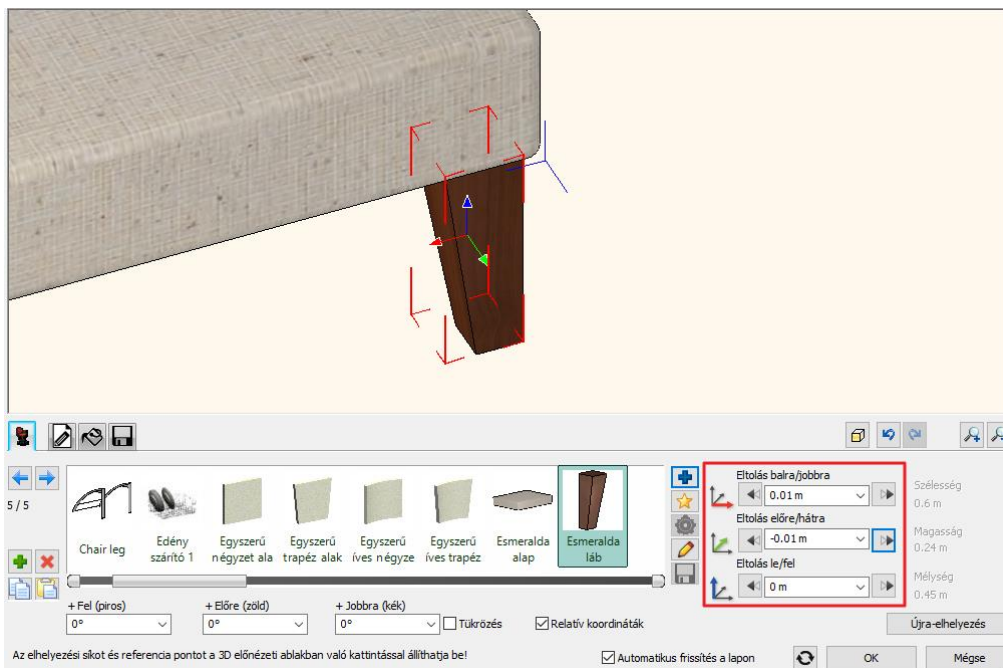 5 / 5
Chair leg
Edény
szárító 1
Egyszerű
négyzet ala
Egyszerű
trapéz alak
Egyszerű
íves négyze
Egyszerű
íves trapéz
Esmeralda
alap
Esmeralda
láb
Eltolás balra/jobbra
0.01 m
Eltolás előre/hátra
-0.01 m
Eltolás le/fel
0 m
Szélesség
0.6 m
Magasság
0.24 m
Mélység
0.45 m
+ Fel (piros)
0°
+ Előre (zöld)
0°
+ Jobbra (kék)
0°
Tükrözés
Relatív koordináták
Újra-elhelyezés
Az elhelyezési síkot és referencia pontot a 3D előnézeti ablakban való kattintással állíthatja be!
Automatikus frissítés a lapon
OK
Mégse